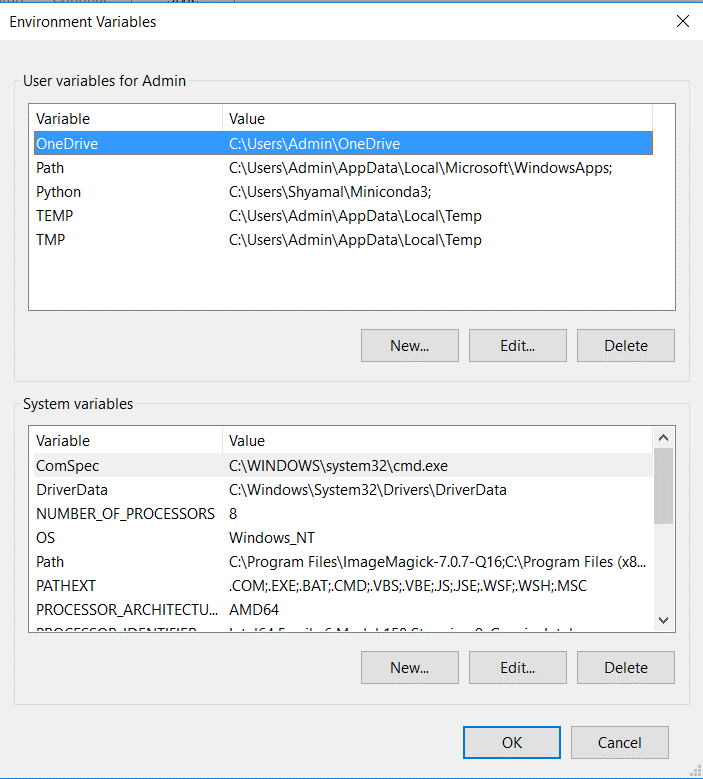 Environment Variables
User variables for Admin
Variable Value
OneDrive C:\Users\Admin\OneDrive
Path C:\Users\Admin\AppData\Local\Microsoft\WindowsApps;
Python C:\Users\Shyamal\Miniconda3;
TEMP C:\Users\Admin\AppData\Local\Temp
TMP C:\Users\Admin\AppData\Local\Temp
New... Edit... Delete
System variables
Variable Value
ComSpec C:\WINDOWS\system32\cmd.exe
DriverData C:\Windows\System32\Drivers\DriverData
NUMBER_OF_PROCESSORS 8
OS Windows_NT
Path C:\Program Files\ImageMagick-7.0.7-Q16;C:\Program Files (x8...
PATHEXT .COM;.EXE;.BAT;.CMD;.VBS;.VBE;.JS;.JSE;.WSF;.WSH;.MSC
PROCESSOR_ARCHITECTU... AMD64
New... Edit... Delete
OK Cancel